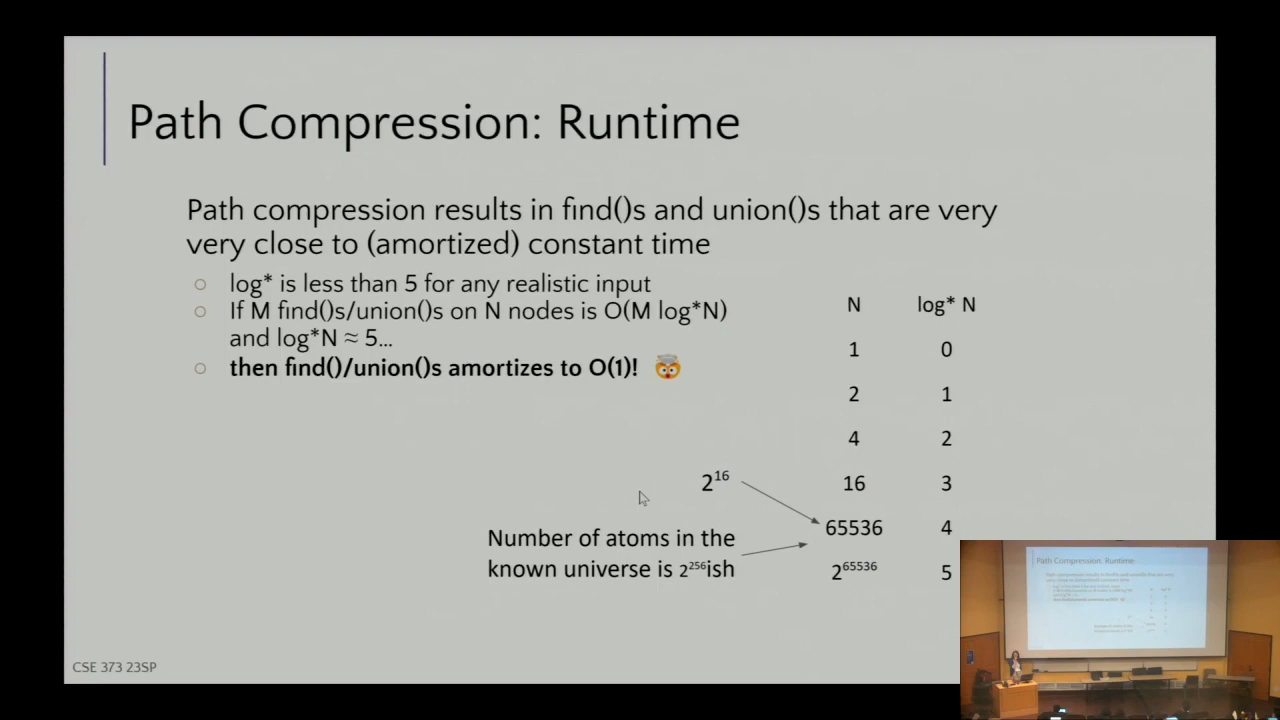 Path Compression: Runtime
Path compression results in find()s and union()s that are very
very close to (amortized) constant time
○ log* is less than 5 for any realistic input
○ If M find()s/union()s on N nodes is O(M log*N)
and log*N ≈ 5...
○ then find()/union()s amortizes to O(1)! 🤯
N log* N
1 0
2 1
4 2
16 3
2¹⁶
65536 4
Number of atoms in the
known universe is 2²⁵⁶ish
2⁶⁵⁵³⁶ 5
CSE 373 23SP
Path Compression: Runtime